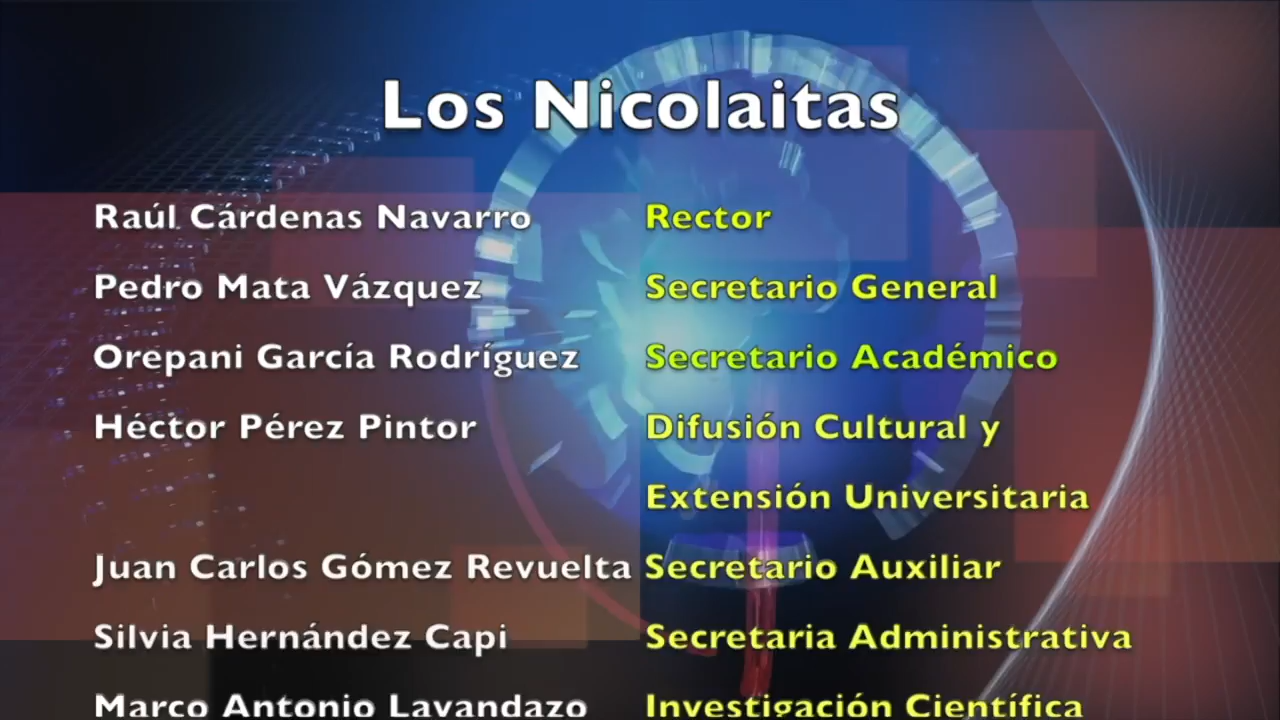 Los Nicolaitas
Raúl Cárdenas Navarro Rector
Pedro Mata Vázquez Secretario General
Orepani García Rodríguez Secretario Académico
Héctor Pérez Pintor Difusión Cultural y
Extensión Universitaria
Juan Carlos Gómez Revuelta Secretario Auxiliar
Silvia Hernández Capi Secretaria Administrativa
Marco Antonio Lavandazo Investigación Científica